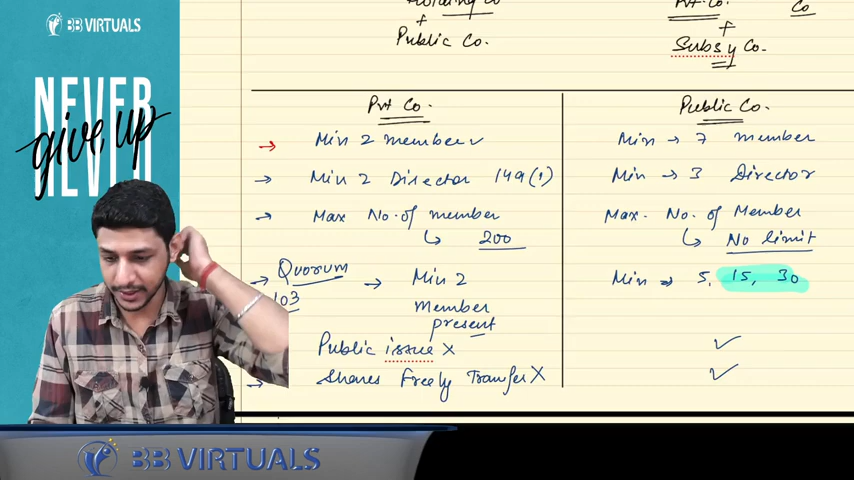 BB VIRTUALS
Holding Co
+
Public Co.
Pvt Co.
Co
+
Subsy Co.
NEVER
give up
NEVER
Pvt Co.
Public Co.
→ Min 2 member ✓
Min → 7 member
→ Min 2 Director 149(1)
Min → 3 Director
→ Max No. of member
↳ 200
Max. No. of Member
↳ No limit
→ Quorum → Min 2
103
Member
present
Min → 5, 15, 30
Public issue X
✓
→ Shares Freely Transfer X
✓
BB VIRTUALS